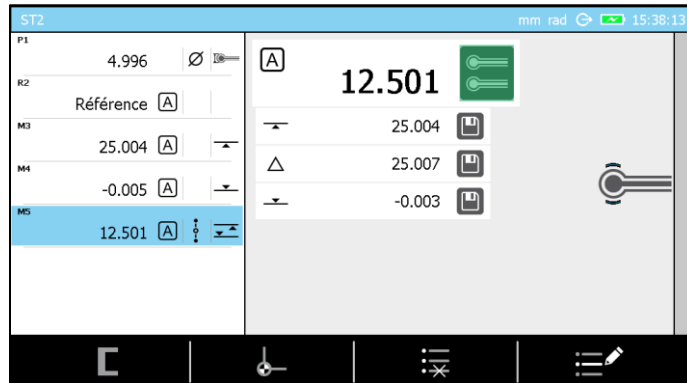 ST2
mm rad 15:38:13
P1
4.996 Ø
R2
Référence A
M3
25.004 A
M4
-0.005 A
M5
12.501 A
A
12.501
25.004
25.007
-0.003